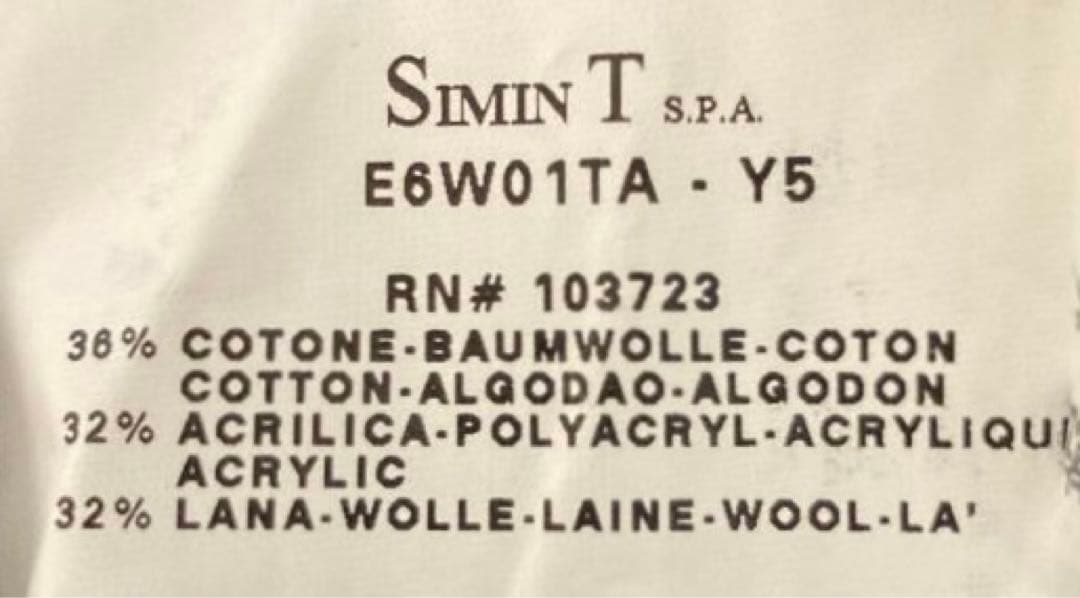 SIMIN T S.P.A.
E6W01TA - Y5
RN# 103723
36% COTONE-BAUMWOLLE-COTON
COTTON-ALGODAO-ALGODON
32% ACRILICA-POLYACRYL-ACRYLIQU
ACRYLIC
32% LANA-WOLLE-LAINE-WOOL-LA'